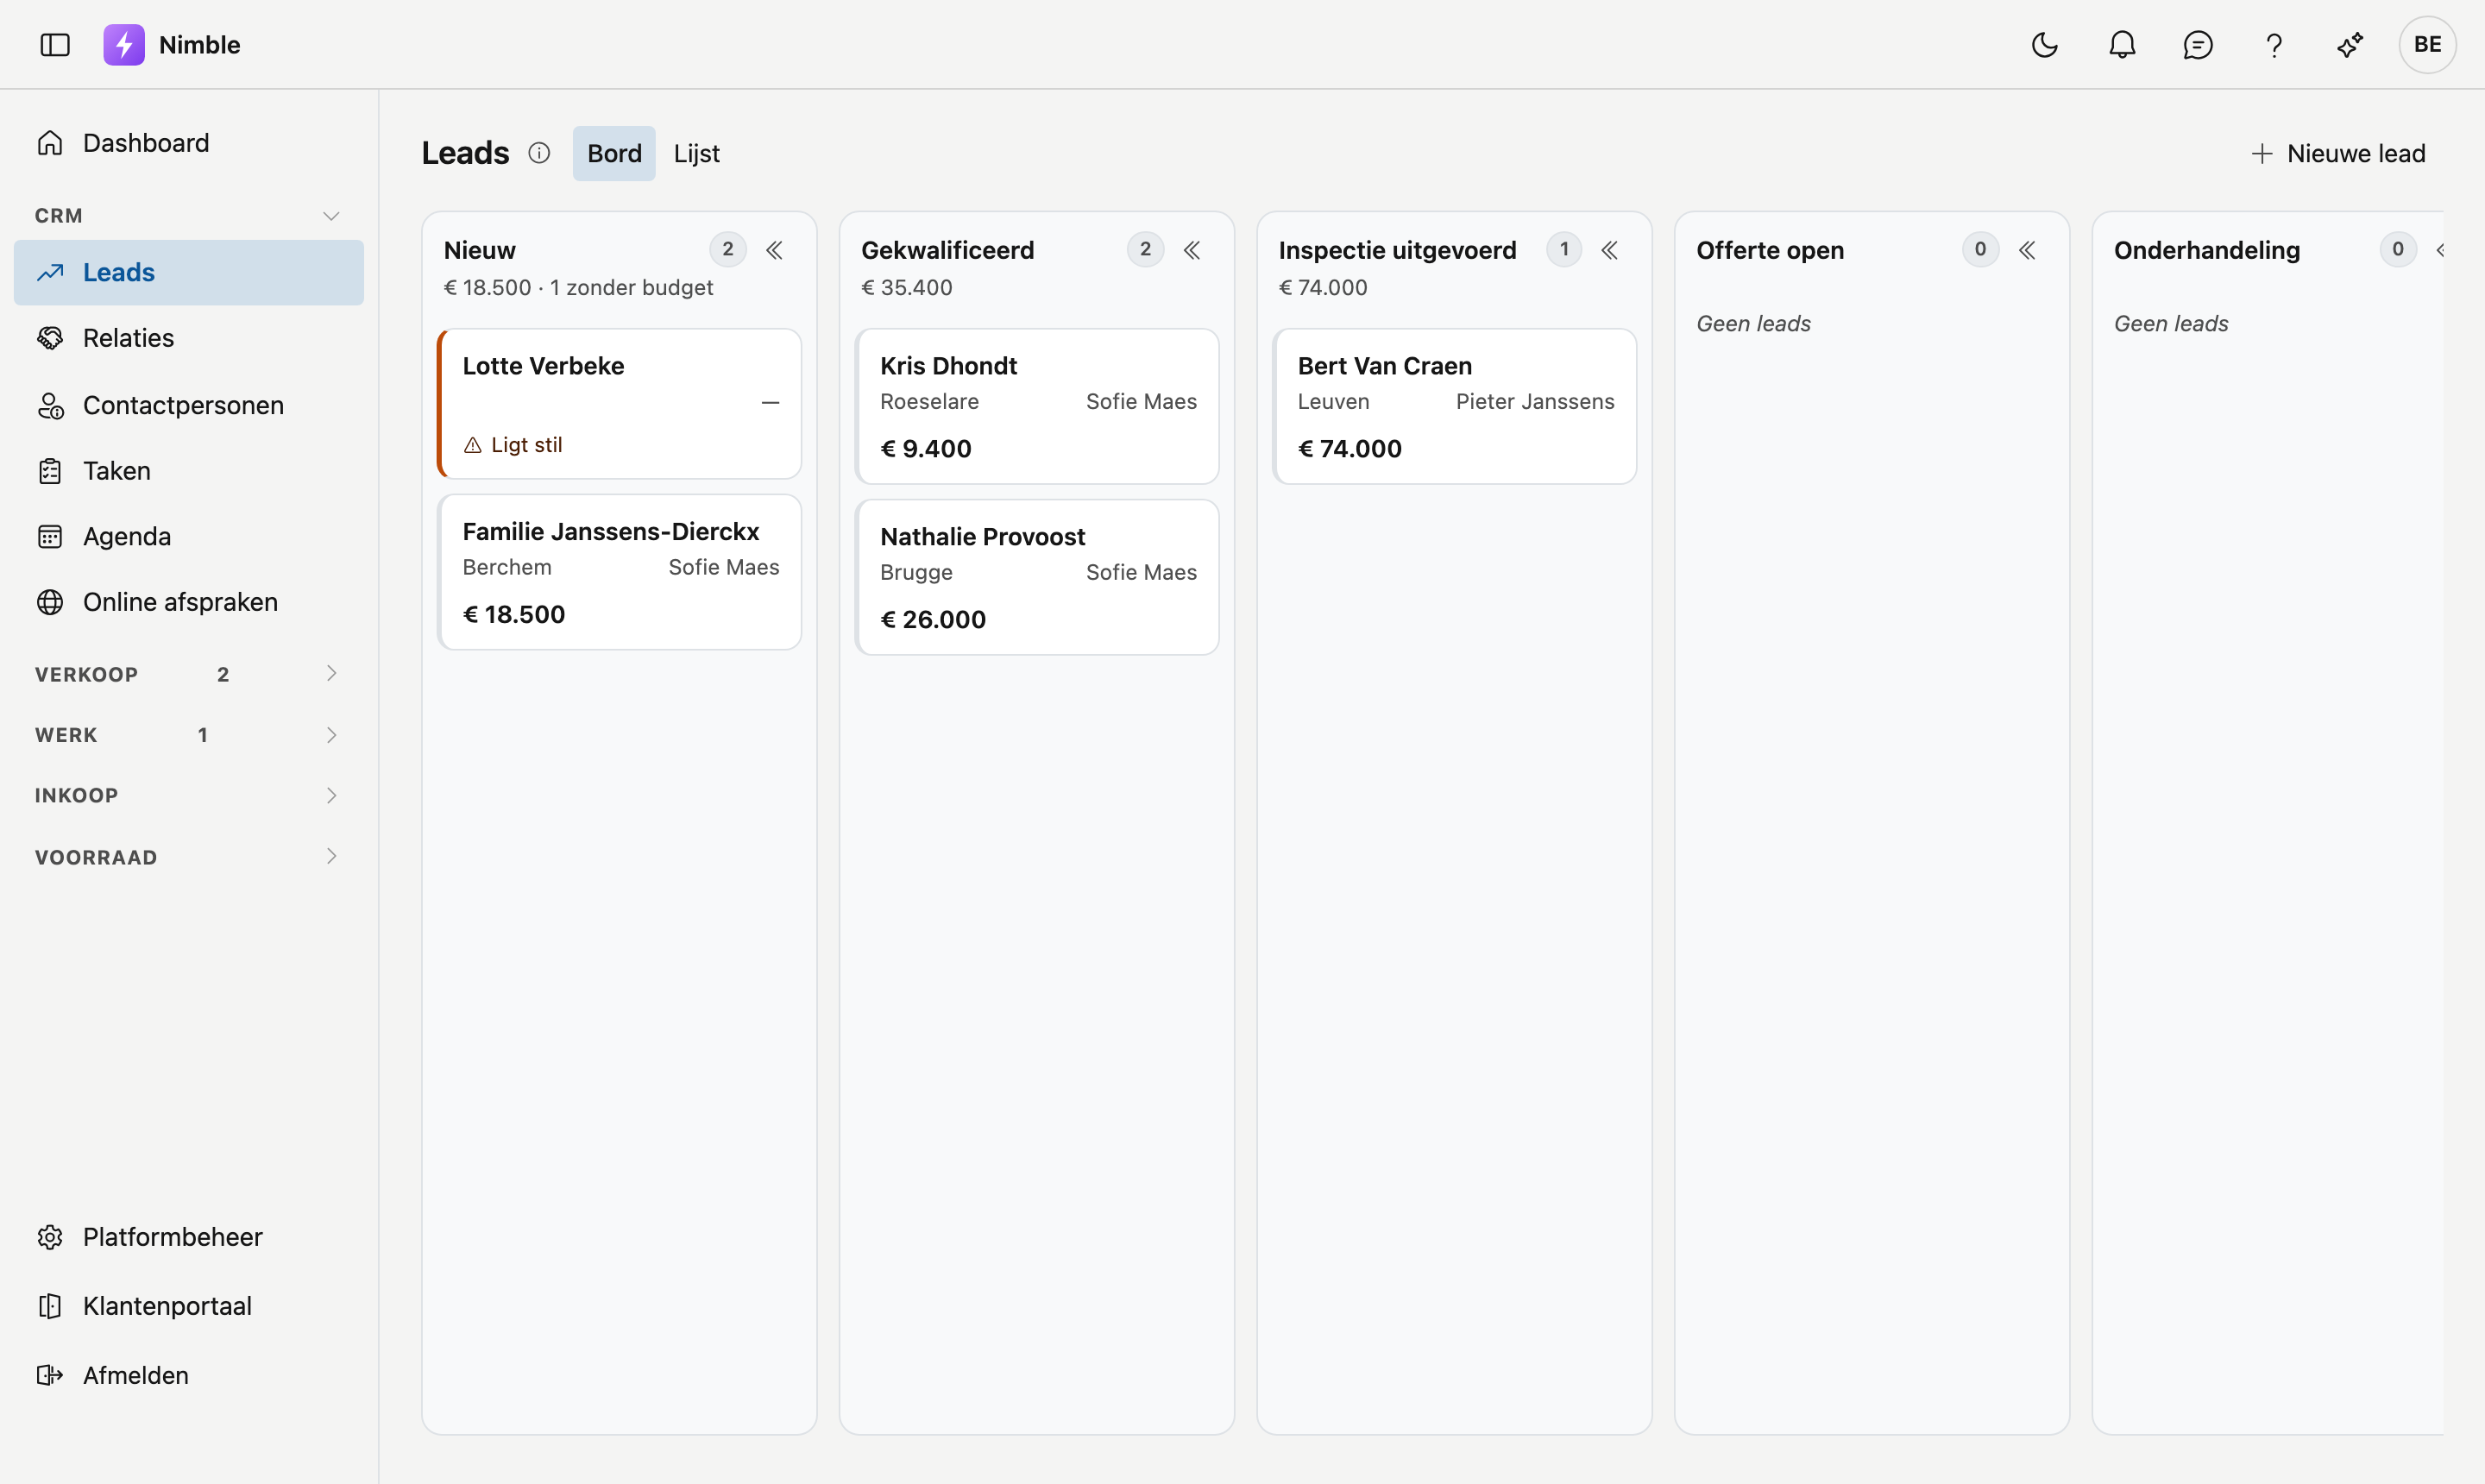 Nimble
BE
Dashboard
CRM
Leads
Relaties
Contactpersonen
Taken
Agenda
Online afspraken
VERKOOP 2
WERK 1
INKOOP
VOORRAAD
Platformbeheer
Klantenportaal
Afmelden
Leads Bord Lijst
Nieuwe lead
Nieuw 2
€ 18.500 · 1 zonder budget
Lotte Verbeke
—
Ligt stil
Familie Janssens-Dierckx
Berchem Sofie Maes
€ 18.500
Gekwalificeerd 2
€ 35.400
Kris Dhondt
Roeselare Sofie Maes
€ 9.400
Nathalie Provoost
Brugge Sofie Maes
€ 26.000
Inspectie uitgevoerd 1
€ 74.000
Bert Van Craen
Leuven Pieter Janssens
€ 74.000
Offerte open 0
Geen leads
Onderhandeling 0
Geen leads